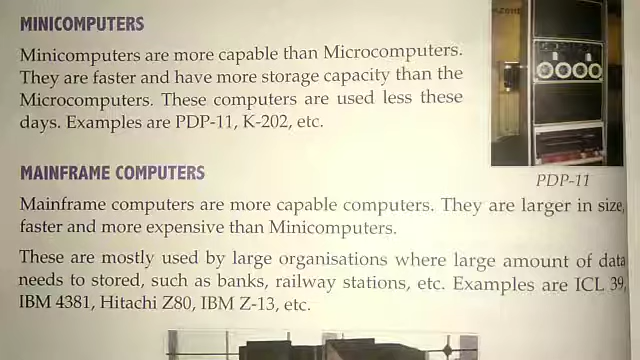 MINICOMPUTERS
Minicomputers are more capable than Microcomputers.
They are faster and have more storage capacity than the
Microcomputers. These computers are used less these
days. Examples are PDP-11, K-202, etc.
PDP-11
MAINFRAME COMPUTERS
Mainframe computers are more capable computers. They are larger in size,
faster and more expensive than Minicomputers.
These are mostly used by large organisations where large amount of data
needs to stored, such as banks, railway stations, etc. Examples are ICL 39,
IBM 4381, Hitachi Z80, IBM Z-13, etc.